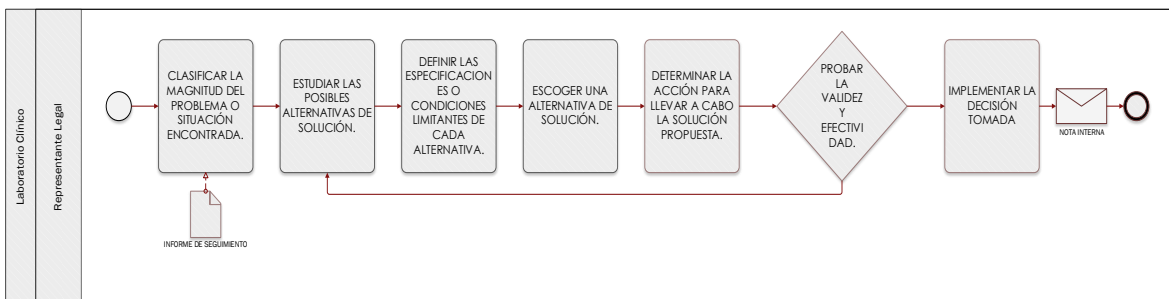 Laboratorio Clínico
Representante Legal
CLASIFICAR LA
MAGNITUD DEL
PROBLEMA O
SITUACIÓN
ENCONTRADA.
ESTUDIAR LAS
POSIBLES
ALTERNATIVAS DE
SOLUCIÓN.
DEFINIR LAS
ESPECIFICACION
ES O
CONDICIONES
LIMITANTES DE
CADA
ALTERNATIVA.
ESCOGER UNA
ALTERNATIVA DE
SOLUCIÓN.
DETERMINAR LA
ACCIÓN PARA
LLEVAR A CABO
LA SOLUCIÓN
PROPUESTA.
PROBAR
LA
VALIDEZ
Y
EFECTIVI
DAD.
IMPLEMENTAR LA
DECISIÓN
TOMADA
NOTA INTERNA
INFORME DE SEGUIMIENTO